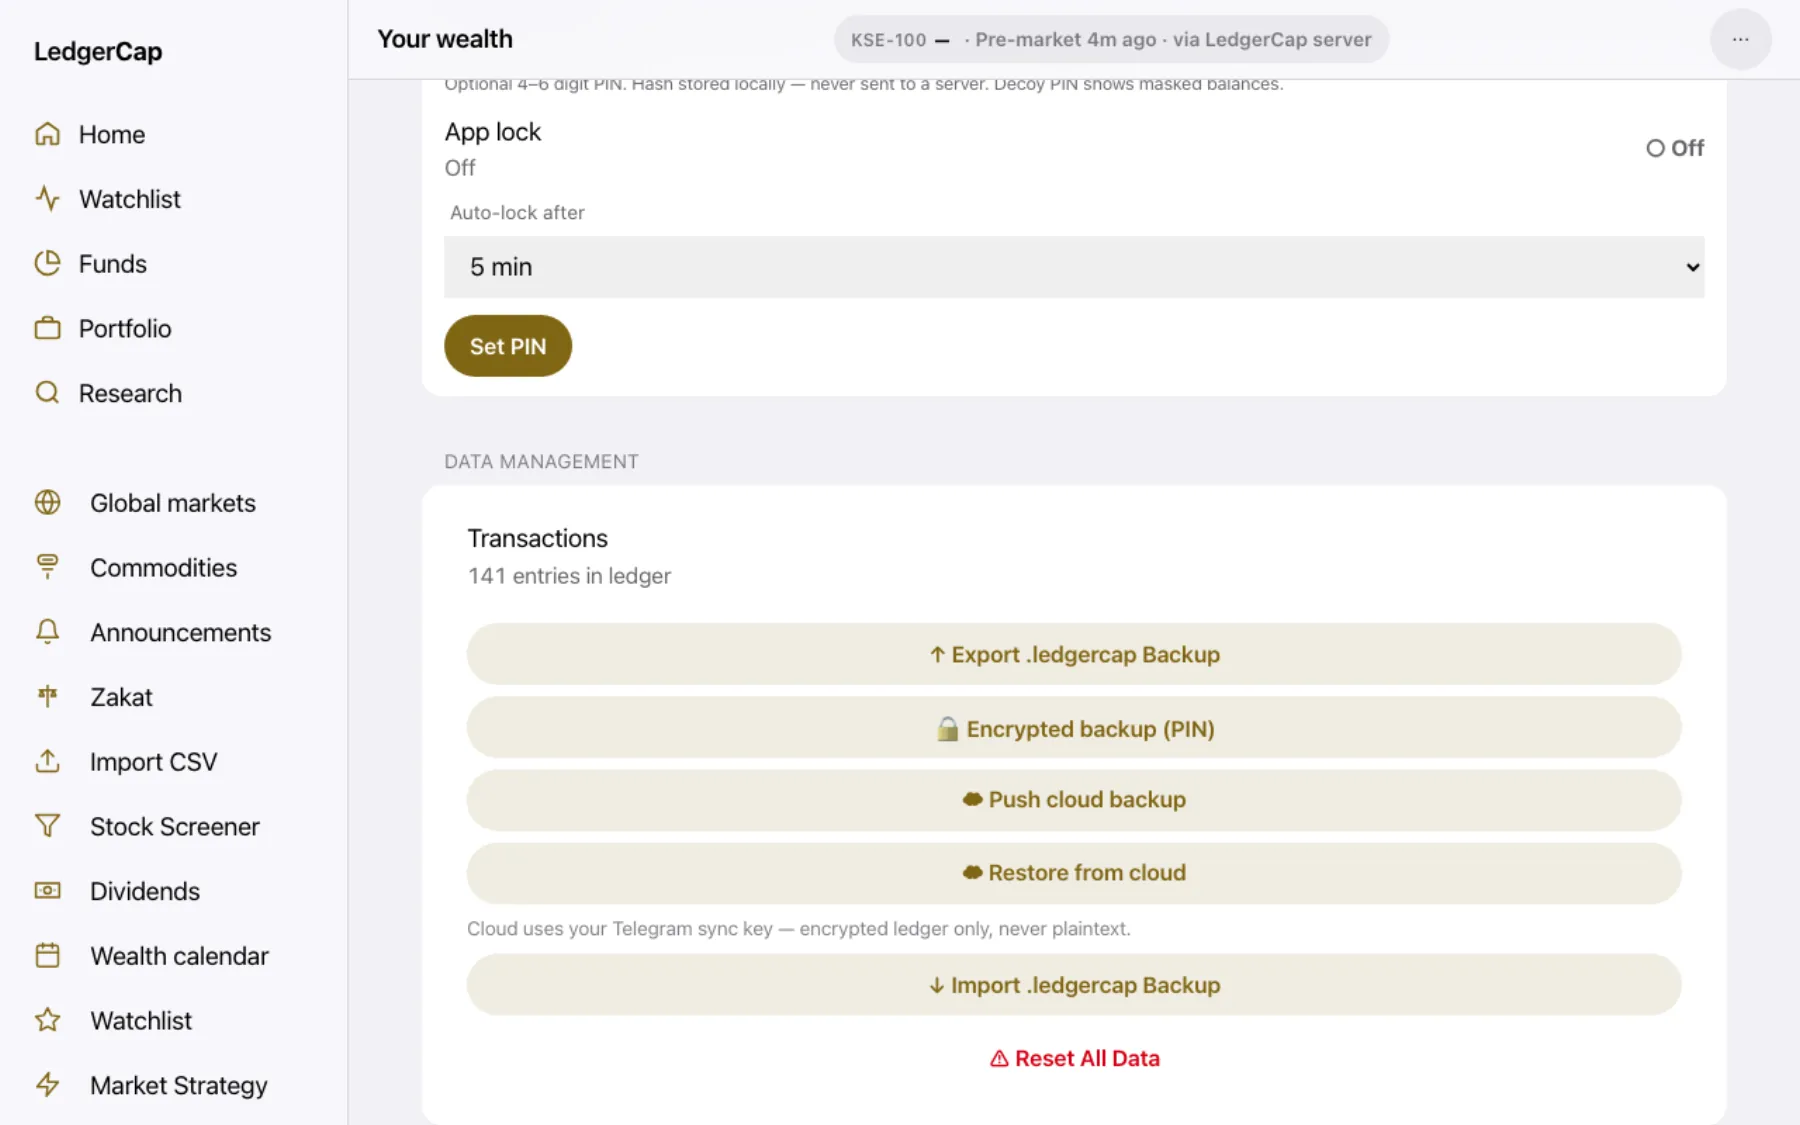 LedgerCap
Home
Watchlist
Funds
Portfolio
Research
Global markets
Commodities
Announcements
Zakat
Import CSV
Stock Screener
Dividends
Wealth calendar
Watchlist
Market Strategy
Your wealth
KSE-100 — · Pre-market 4m ago · via LedgerCap server
...
Optional 4–6 digit PIN. Hash stored locally — never sent to a server. Decoy PIN shows masked balances.
App lock
Off
Off
Auto-lock after
5 min
Set PIN
DATA MANAGEMENT
Transactions
141 entries in ledger
↑ Export .ledgercap Backup
🔒 Encrypted backup (PIN)
☁ Push cloud backup
☁ Restore from cloud
Cloud uses your Telegram sync key — encrypted ledger only, never plaintext.
↓ Import .ledgercap Backup
⚠ Reset All Data